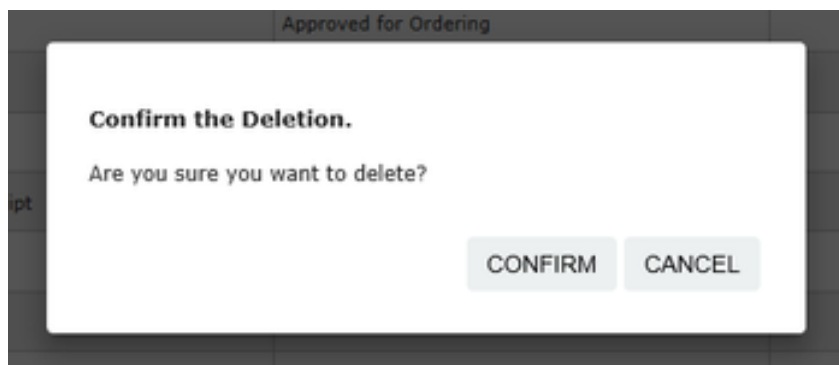 Approved for Ordering
Confirm the Deletion.
Are you sure you want to delete?
ipt
CONFIRM CANCEL